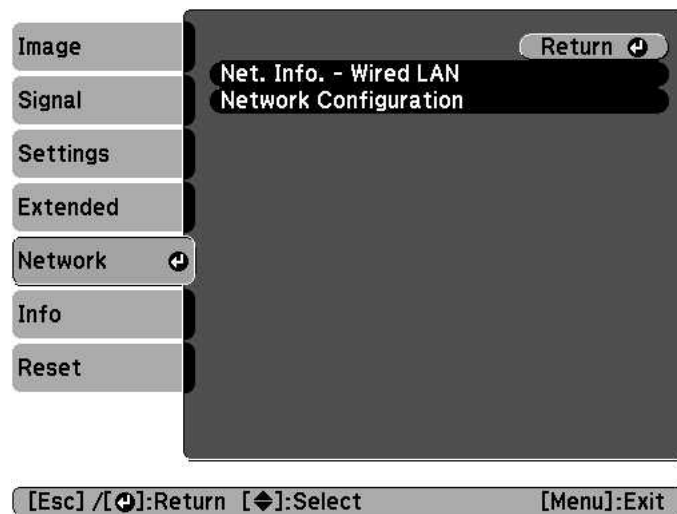 Image
Signal
Settings
Extended
Network
Info
Reset
Return
Net. Info. - Wired LAN
Network Configuration
[Esc] /[⏎]:Return [◆]:Select [Menu]:Exit